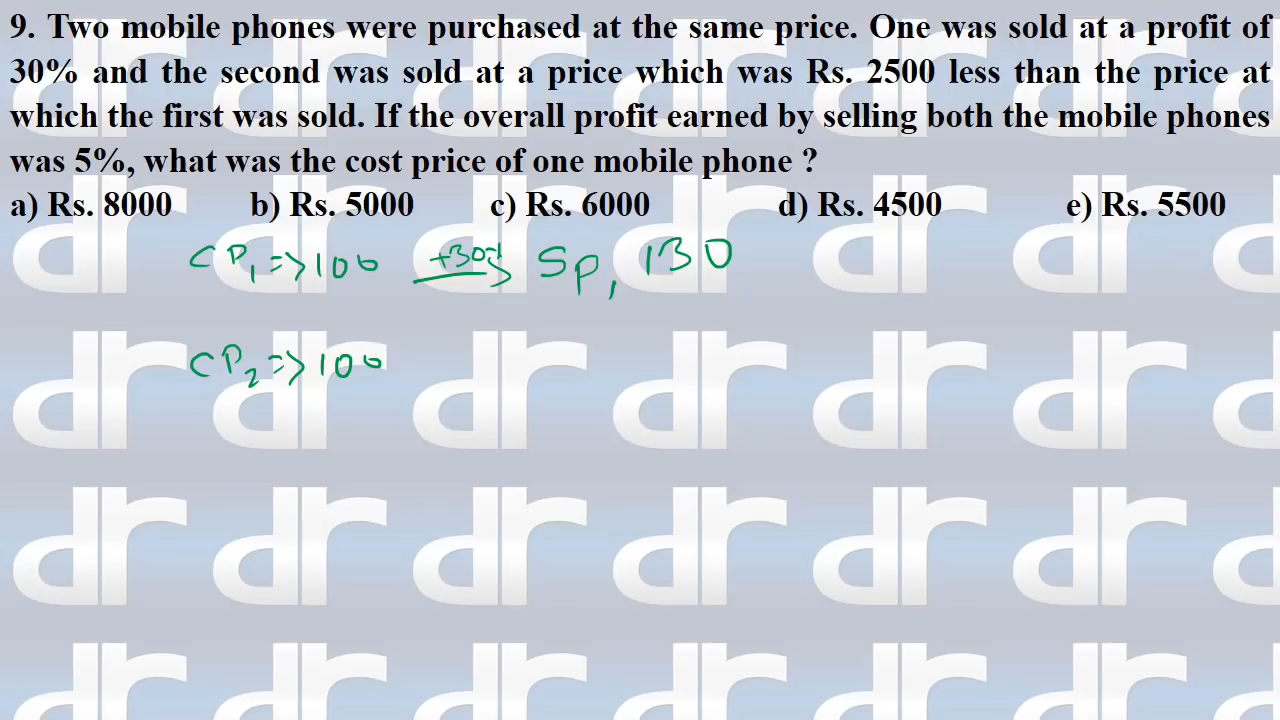 9. Two mobile phones were purchased at the same price. One was sold at a profit of
30% and the second was sold at a price which was Rs. 2500 less than the price at
which the first was sold. If the overall profit earned by selling both the mobile phones
was 5%, what was the cost price of one mobile phone ?
a) Rs. 8000 b) Rs. 5000 c) Rs. 6000 d) Rs. 4500 e) Rs. 5500
CP1 => 100 +30% SP1 130
CP2 => 100